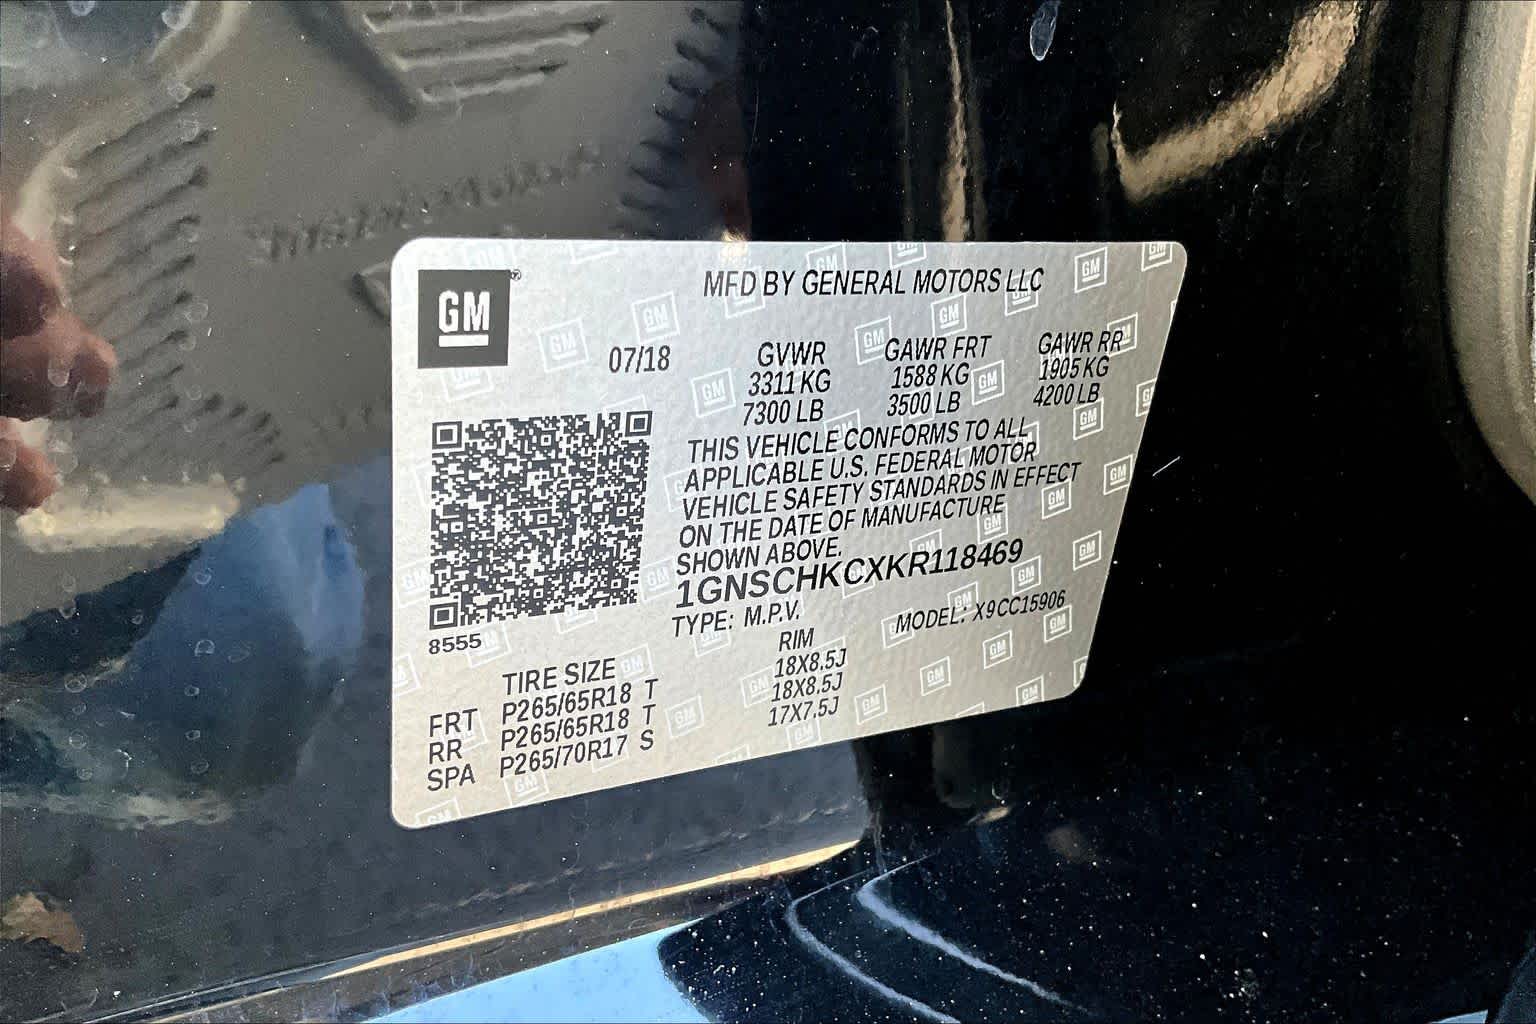 GM
MFD BY GENERAL MOTORS LLC
07/18 GVWR GAWR FRT GAWR RR
3311 KG 1588 KG 1905 KG
7300 LB 3500 LB 4200 LB
THIS VEHICLE CONFORMS TO ALL
APPLICABLE U.S. FEDERAL MOTOR
VEHICLE SAFETY STANDARDS IN EFFECT
ON THE DATE OF MANUFACTURE
SHOWN ABOVE.
1GNSCHKCXKR118469
TYPE: M.P.V. MODEL: X9CC15906
8555
TIRE SIZE RIM
FRT P265/65R18 T 18X8.5J
RR P265/65R18 T 18X8.5J
SPA P265/70R17 S 17X7.5J